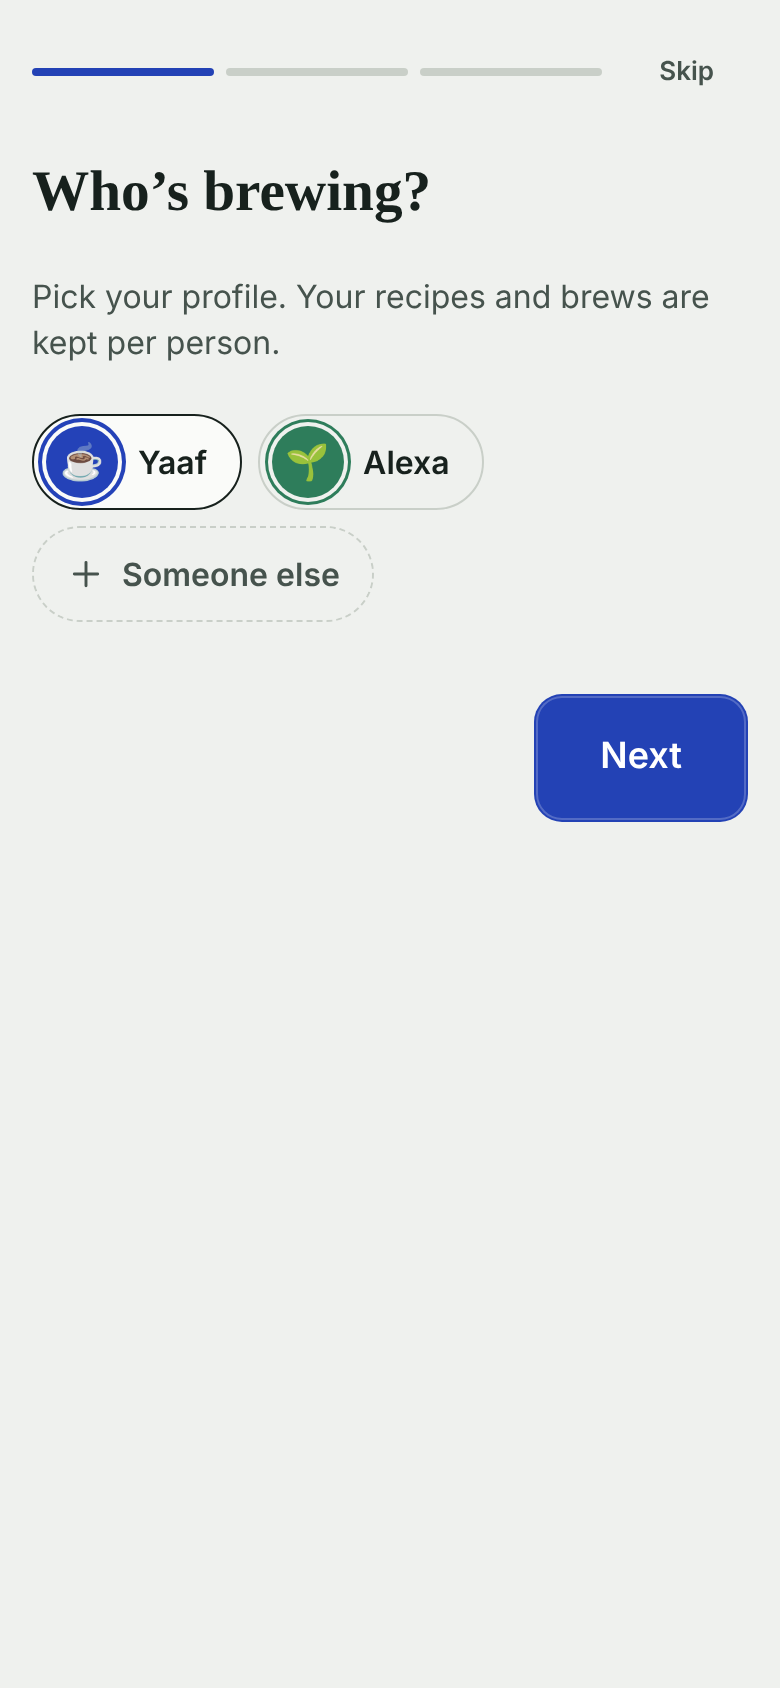 Skip
Who’s brewing?
Pick your profile. Your recipes and brews are
kept per person.
Yaaf
Alexa
Someone else
Next